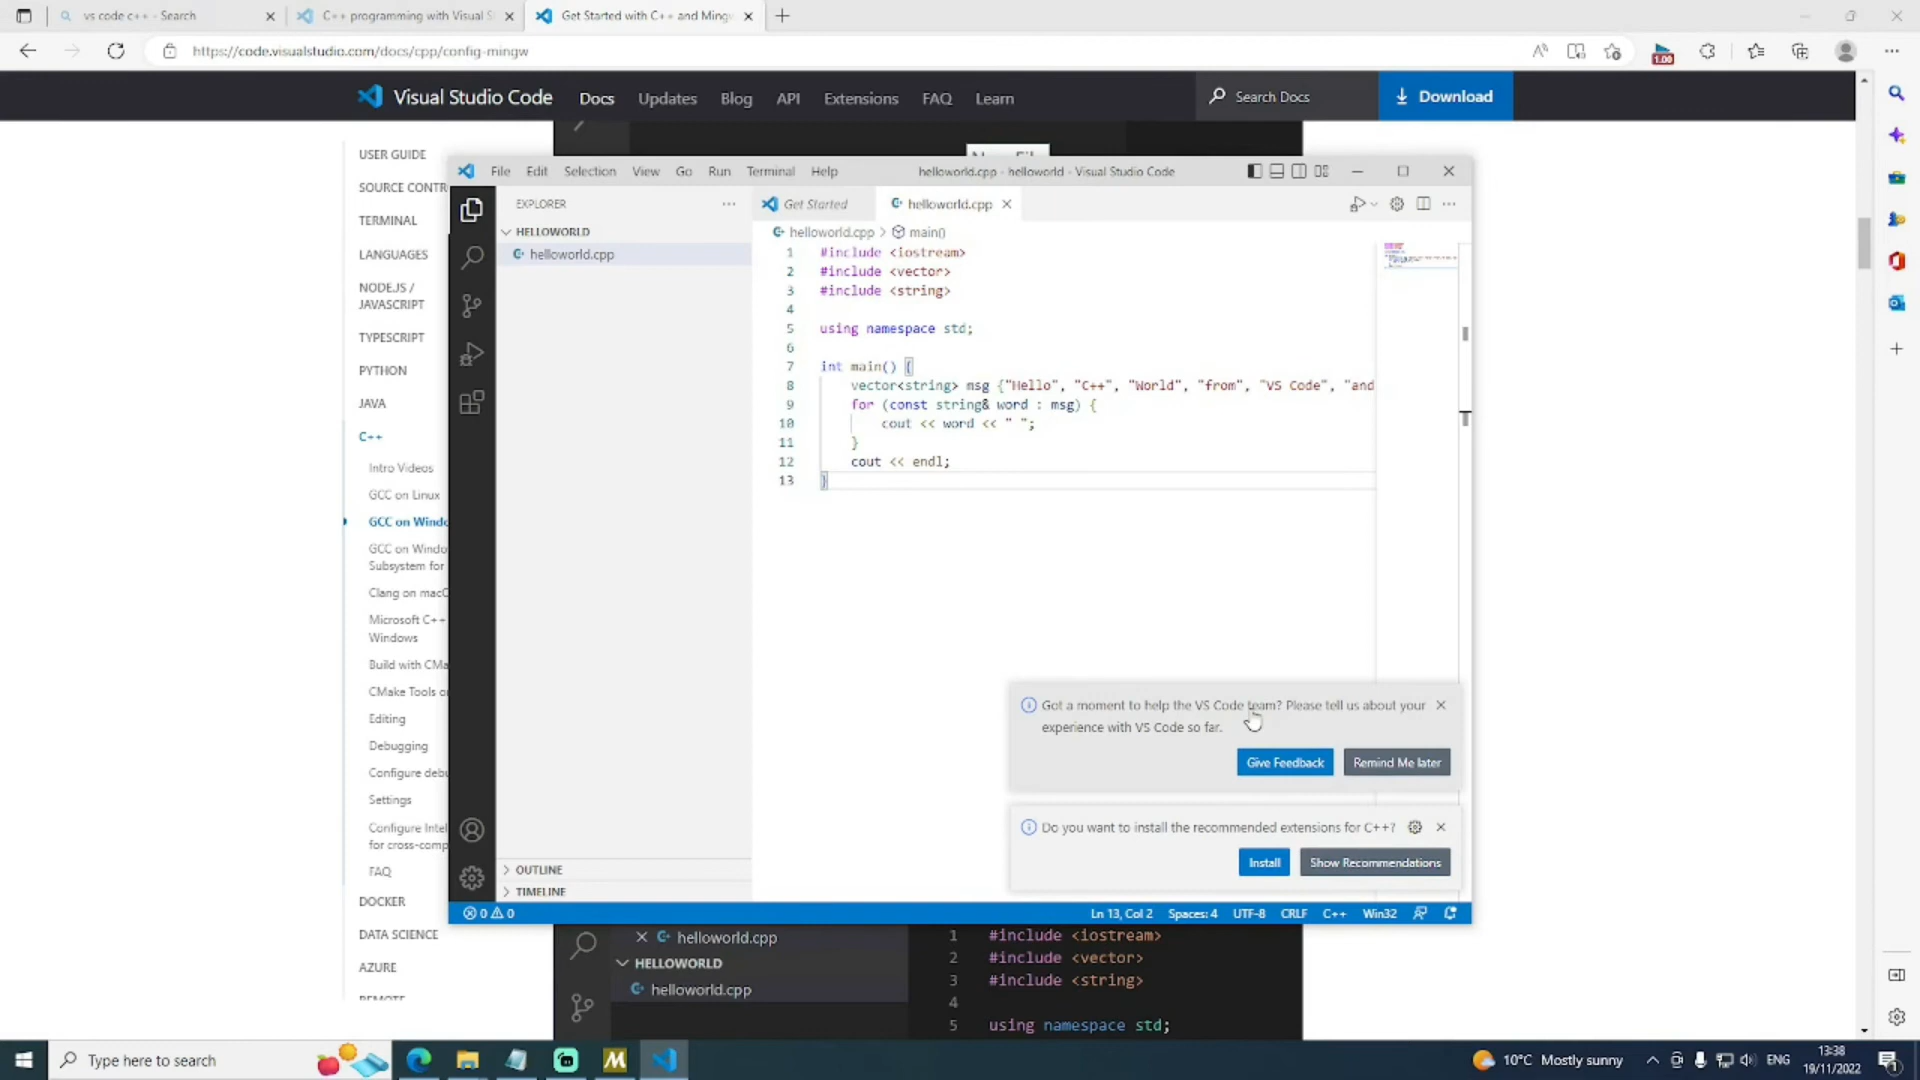 vs code c++ - Search
C++ programming with Visual S
Get Started with C++ and Mingw
https://code.visualstudio.com/docs/cpp/config-mingw
1.00
Visual Studio Code
Docs
Updates
Blog
API
Extensions
FAQ
Learn
Search Docs
Download
USER GUIDE
SOURCE CONTR
TERMINAL
LANGUAGES
NODE.JS /
JAVASCRIPT
TYPESCRIPT
PYTHON
JAVA
C++
Intro Videos
GCC on Linux
GCC on Windo
GCC on Windo
Subsystem for
Clang on macO
Microsoft C++
Windows
Build with CMa
CMake Tools o
Editing
Debugging
Configure debu
Settings
Configure Intel
for cross-comp
FAQ
DOCKER
DATA SCIENCE
AZURE
REMOTE
File Edit Selection View Go Run Terminal Help
helloworld.cpp - helloworld - Visual Studio Code
EXPLORER
HELLOWORLD
helloworld.cpp
OUTLINE
TIMELINE
Get Started
helloworld.cpp
helloworld.cpp > main()
1 #include <iostream>
2 #include <vector>
3 #include <string>
4
5 using namespace std;
6
7 int main() {
8 vector<string> msg {"Hello", "C++", "World", "from", "VS Code", "and
9 for (const string& word : msg) {
10 cout << word << " ";
11 }
12 cout << endl;
13 }
Got a moment to help the VS Code team? Please tell us about your
experience with VS Code so far.
Give Feedback
Remind Me later
Do you want to install the recommended extensions for C++?
Install
Show Recommendations
0 0
Ln 13, Col 2
Spaces: 4
UTF-8
CRLF
C++
Win32
helloworld.cpp
HELLOWORLD
helloworld.cpp
1 #include <iostream>
2 #include <vector>
3 #include <string>
4
5 using namespace std;
Type here to search
10°C Mostly sunny
ENG
13:38
19/11/2022
1